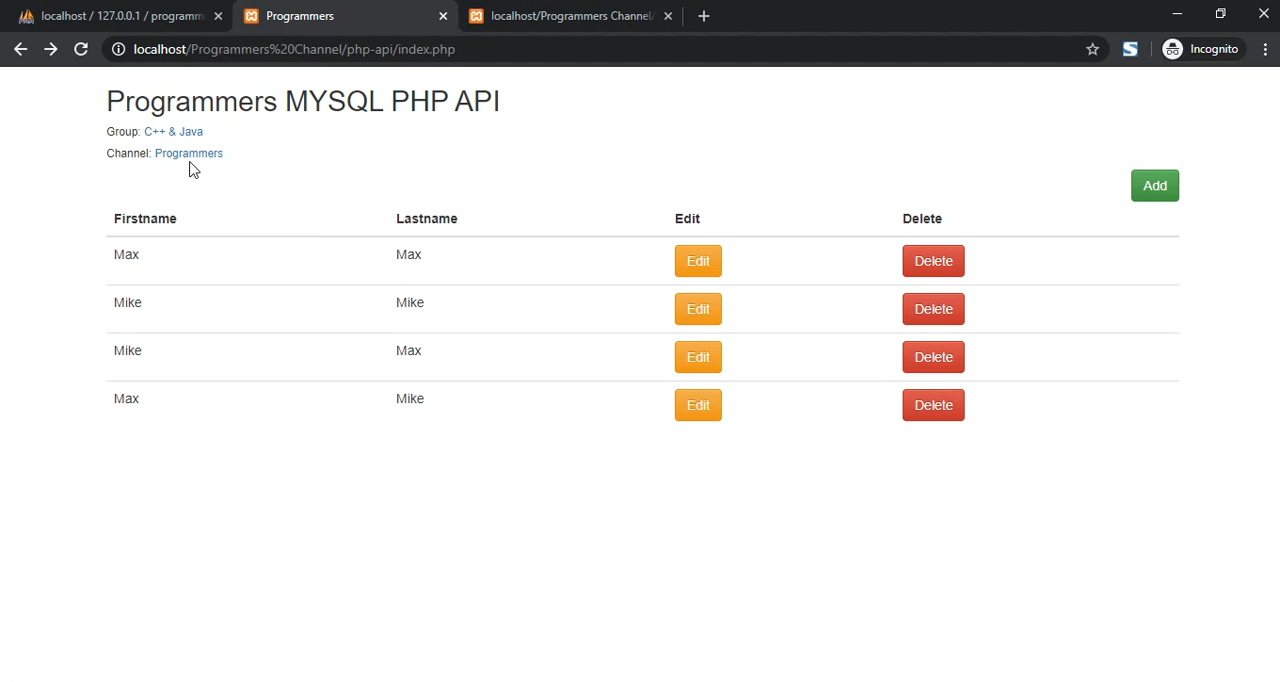 localhost / 127.0.0.1 / programm
Programmers
localhost/Programmers Channel/
localhost/Programmers%20Channel/php-api/index.php
Incognito
Programmers MYSQL PHP API
Group: C++ & Java
Channel: Programmers
Add
Firstname Lastname Edit Delete
Max Max Edit Delete
Mike Mike Edit Delete
Mike Max Edit Delete
Max Mike Edit Delete